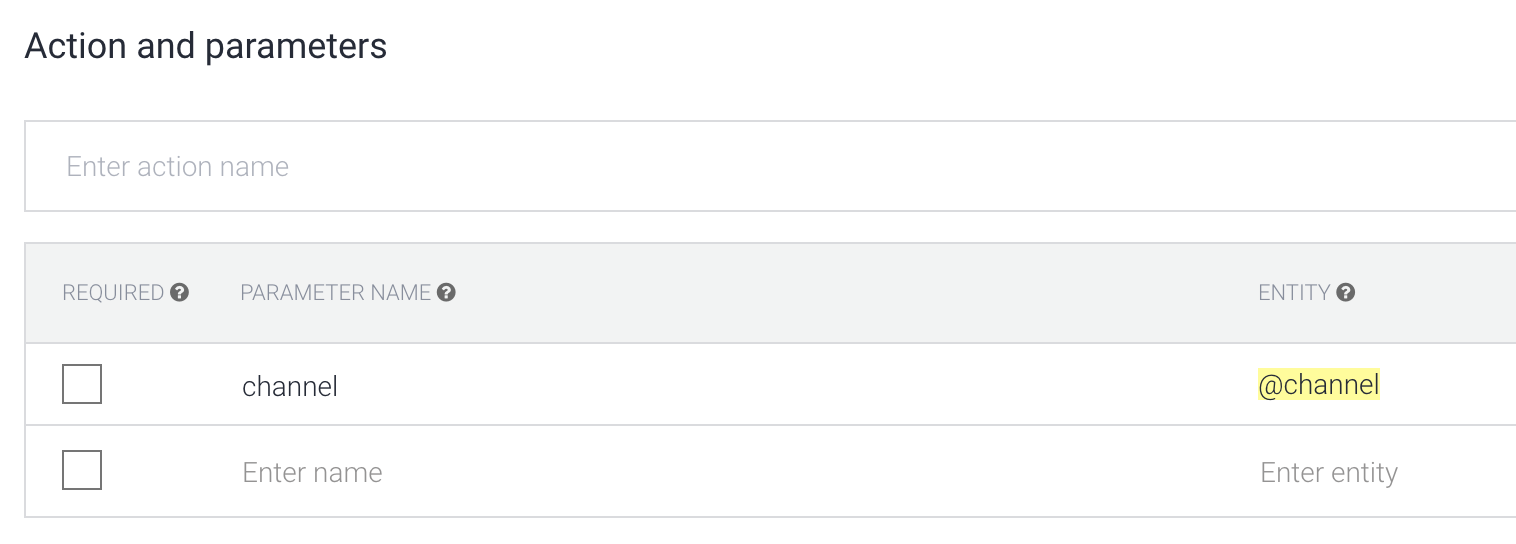 Action and parameters
Enter action name
REQUIRED PARAMETER NAME ENTITY
channel @channel
Enter name Enter entity